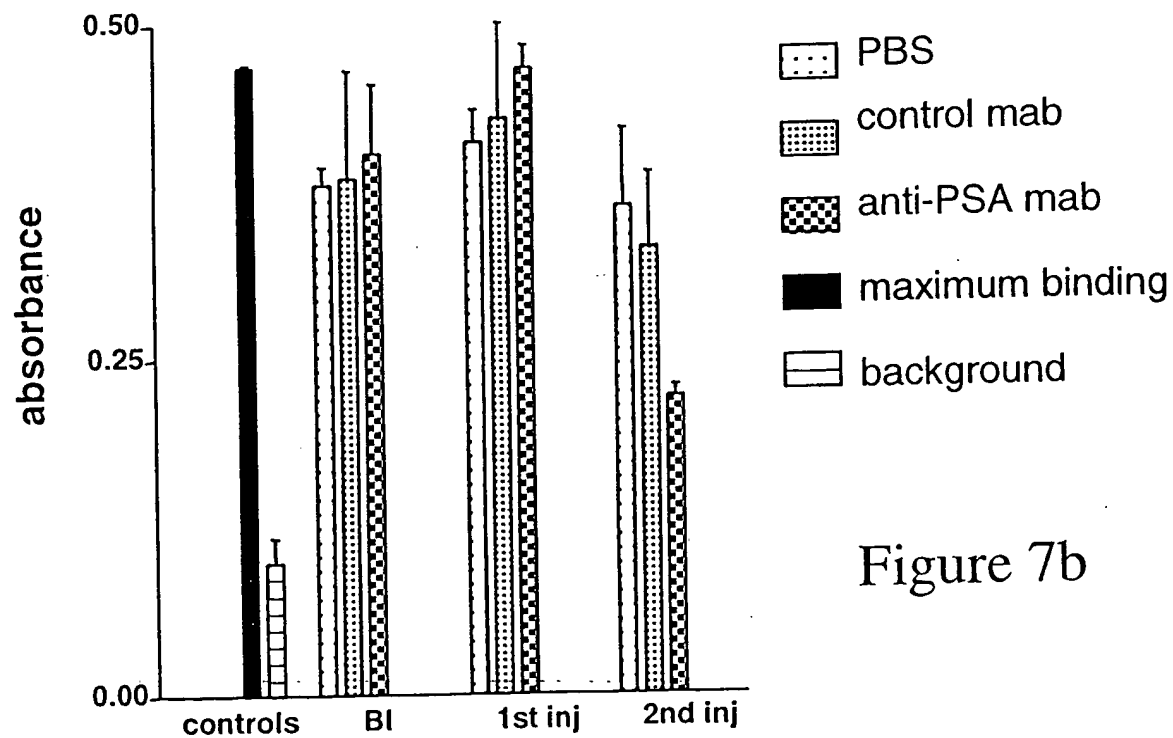 0.50
0.25
0.00
absorbance
controls
BI
1st inj
2nd inj
PBS
control mab
anti-PSA mab
maximum binding
background
Figure 7b